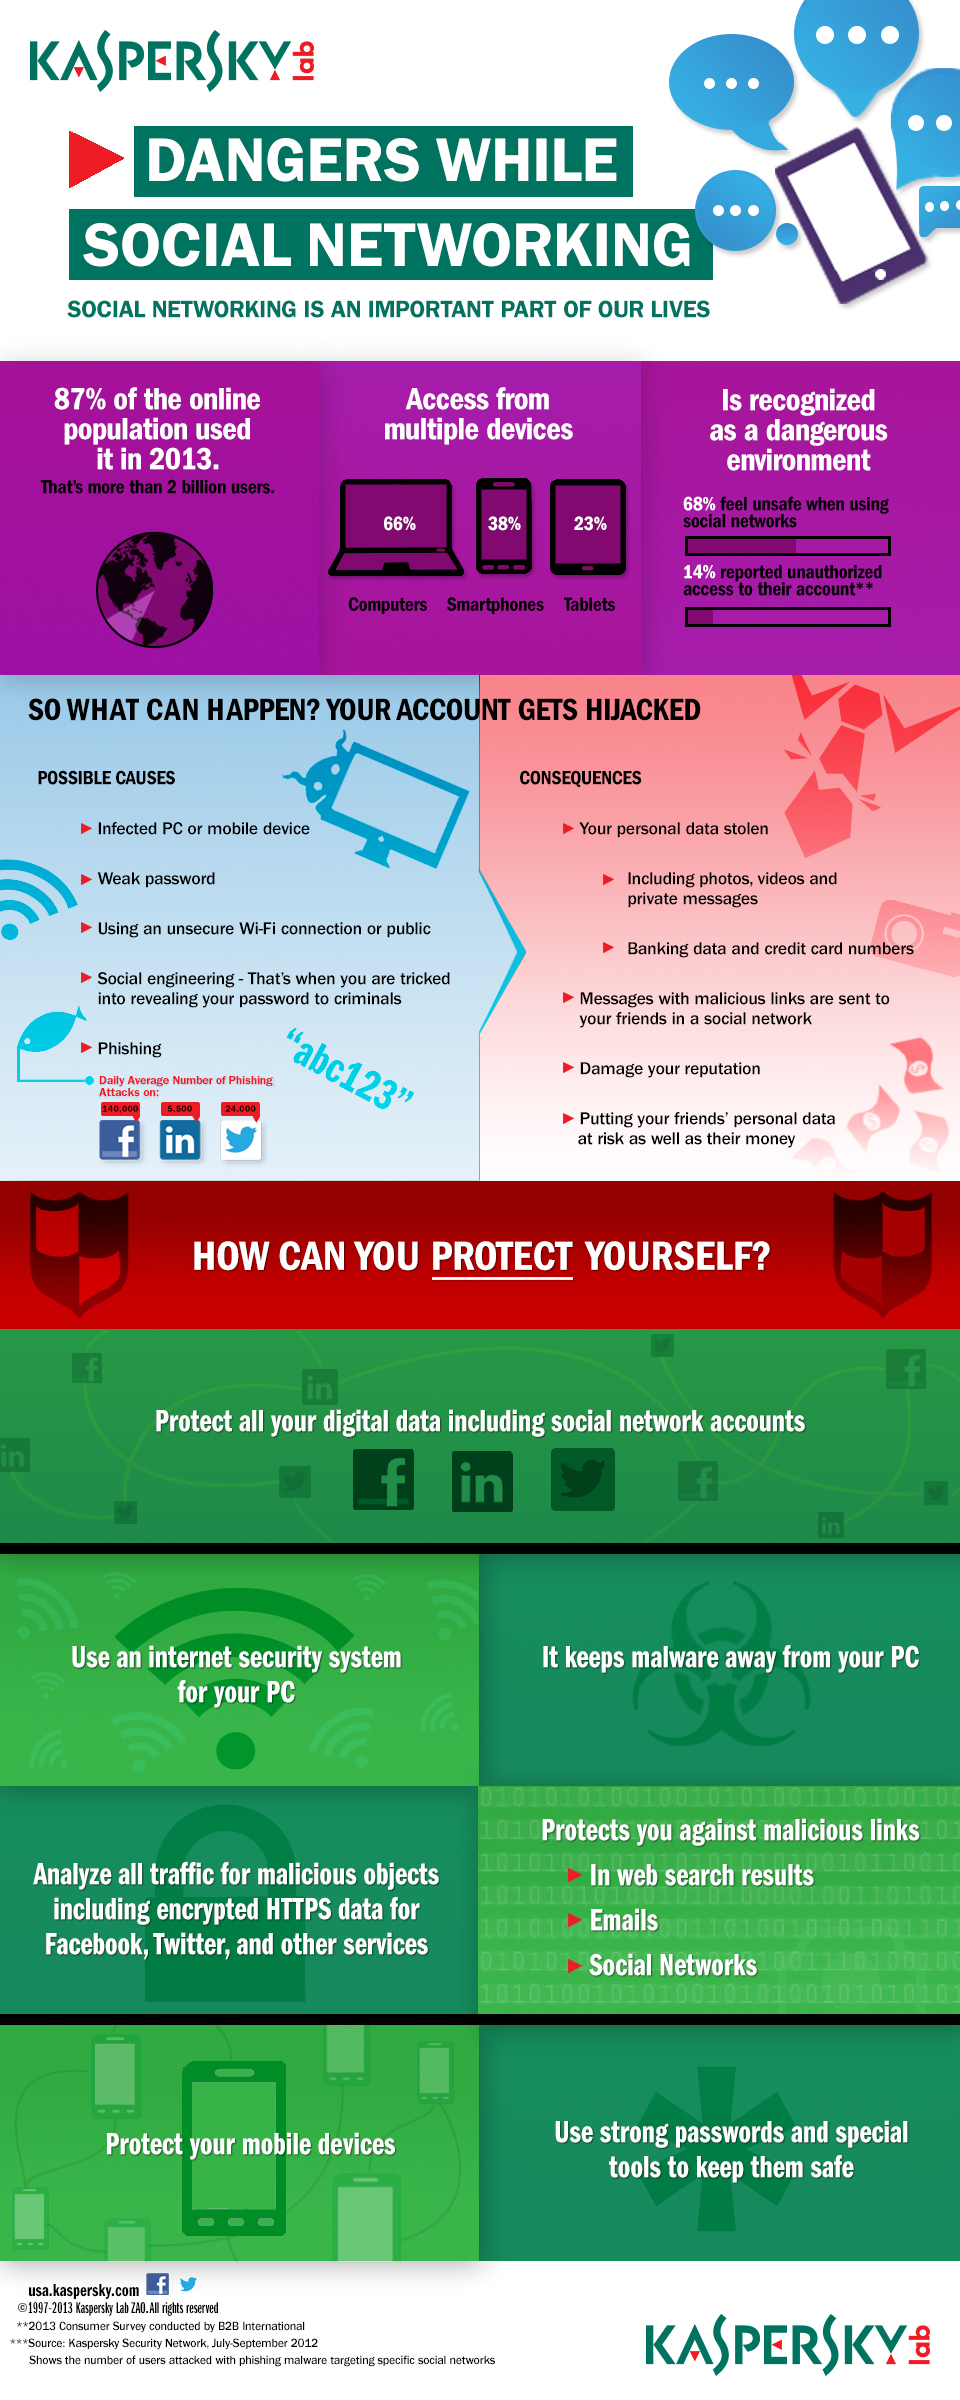 KASPERSKY lab
DANGERS WHILE
SOCIAL NETWORKING
SOCIAL NETWORKING IS AN IMPORTANT PART OF OUR LIVES
87% of the online
population used
it in 2013.
That's more than 2 billion users.
Access from
multiple devices
66%
38%
23%
Computers
Smartphones
Tablets
Is recognized
as a dangerous
environment
68% feel unsafe when using
social networks
14% reported unauthorized
access to their account**
SO WHAT CAN HAPPEN? YOUR ACCOUNT GETS HIJACKED
POSSIBLE CAUSES
Infected PC or mobile device
Weak password
Using an unsecure Wi-Fi connection or public
Social engineering - That's when you are tricked
into revealing your password to criminals
Phishing
"abc123"
Daily Average Number of Phishing
Attacks on:
140,000
5,500
24,000
f
in
CONSEQUENCES
Your personal data stolen
Including photos, videos and
private messages
Banking data and credit card numbers
Messages with malicious links are sent to
your friends in a social network
Damage your reputation
Putting your friends' personal data
at risk as well as their money
HOW CAN YOU PROTECT YOURSELF?
Protect all your digital data including social network accounts
f
in
Use an internet security system
for your PC
It keeps malware away from your PC
Analyze all traffic for malicious objects
including encrypted HTTPS data for
Facebook, Twitter, and other services
Protects you against malicious links
In web search results
Emails
Social Networks
Protect your mobile devices
Use strong passwords and special
tools to keep them safe
usa.kaspersky.com
©1997-2013 Kaspersky Lab ZAO. All rights reserved
**2013 Consumer Survey conducted by B2B International
***Source: Kaspersky Security Network, July-September 2012
Shows the number of users attacked with phishing malware targeting specific social networks
KASPERSKY lab